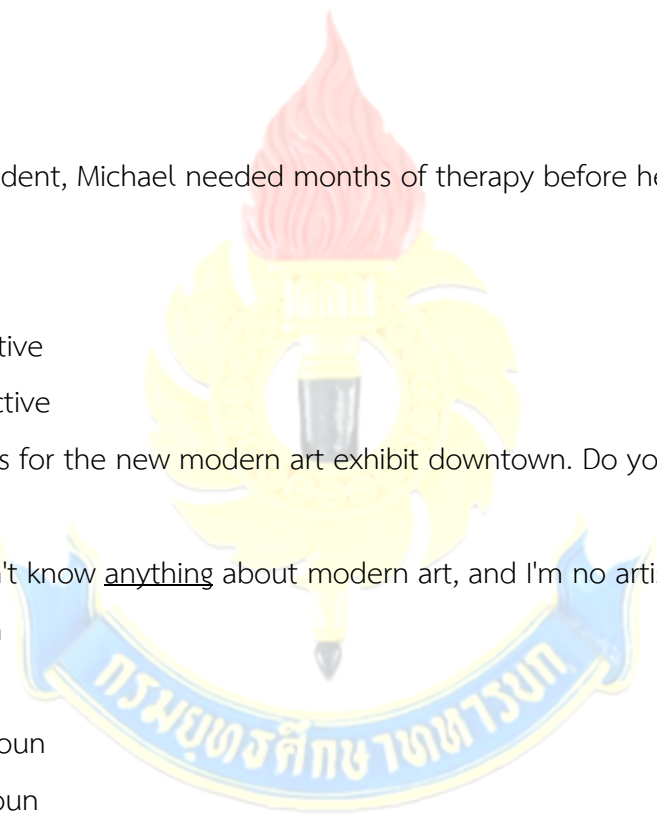 dent, Michael needed months of therapy before he
tive
ctive
s for the new modern art exhibit downtown. Do yo
n't know anything about modern art, and I'm no artis
n
oun
oun
กรมยุทธศึกษาทหารบก